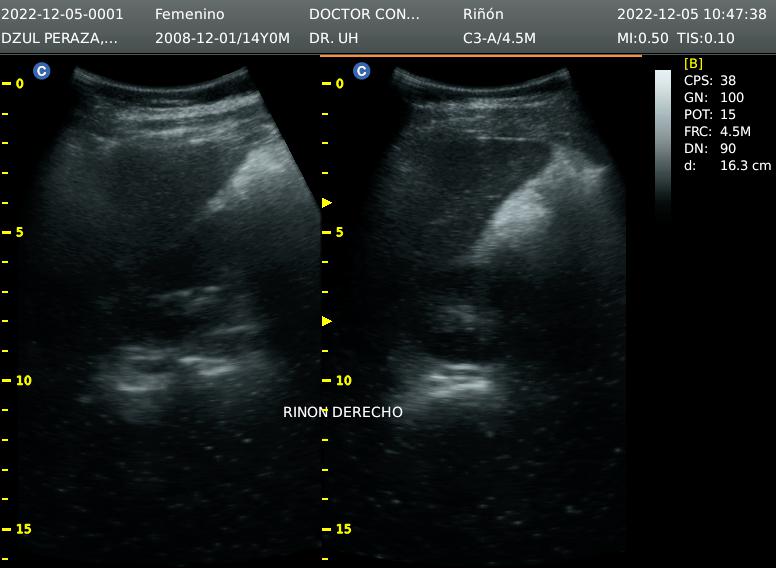 2022-12-05-0001 Femenino DOCTOR CON... Riñón 2022-12-05 10:47:38
DZUL PERAZA,... 2008-12-01/14Y0M DR. UH C3-A/4.5M MI:0.50 TIS:0.10
C C [B]
0 0 CPS: 38
GN: 100
POT: 15
FRC: 4.5M
DN: 90
d: 16.3 cm
5 5
10 10
RINON DERECHO
15 15